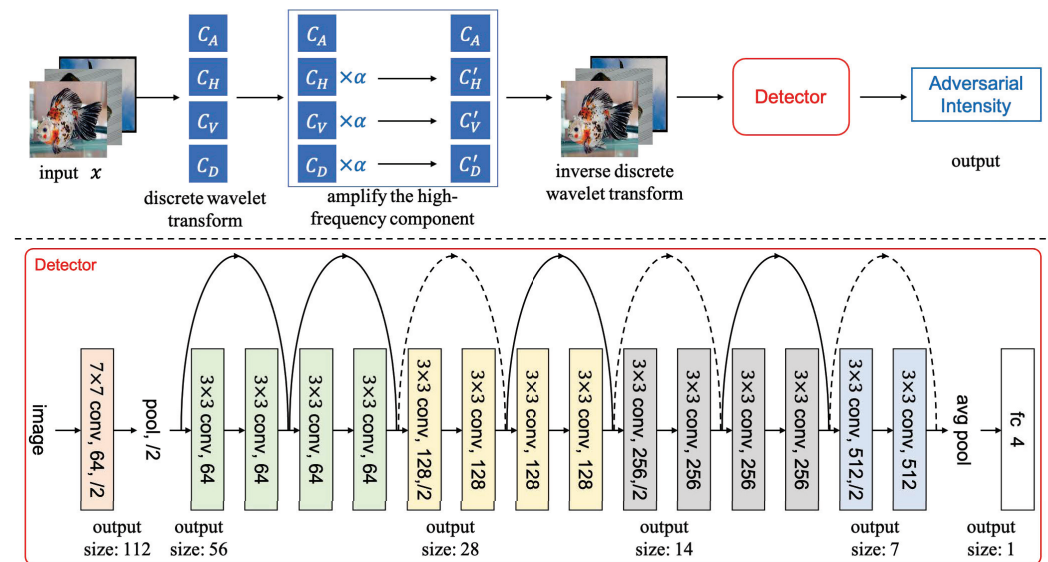 C_A
C_H
C_V
C_D
C_A
C_H ×α
C_V ×α
C_D ×α
C_A
C'_H
C'_V
C'_D
input x
discrete wavelet
transform
amplify the high-
frequency component
inverse discrete
wavelet transform
Detector
Adversarial
Intensity
output
Detector
image
7×7 conv, 64, /2
pool, /2
3×3 conv, 64
3×3 conv, 64
3×3 conv, 64
3×3 conv, 64
3×3 conv, 128,/2
3×3 conv, 128
3×3 conv, 128
3×3 conv, 128
3×3 conv, 256,/2
3×3 conv, 256
3×3 conv, 256
3×3 conv, 256
3×3 conv, 512,/2
3×3 conv, 512
avg pool
fc 4
output
size: 112
output
size: 56
output
size: 28
output
size: 14
output
size: 7
output
size: 1